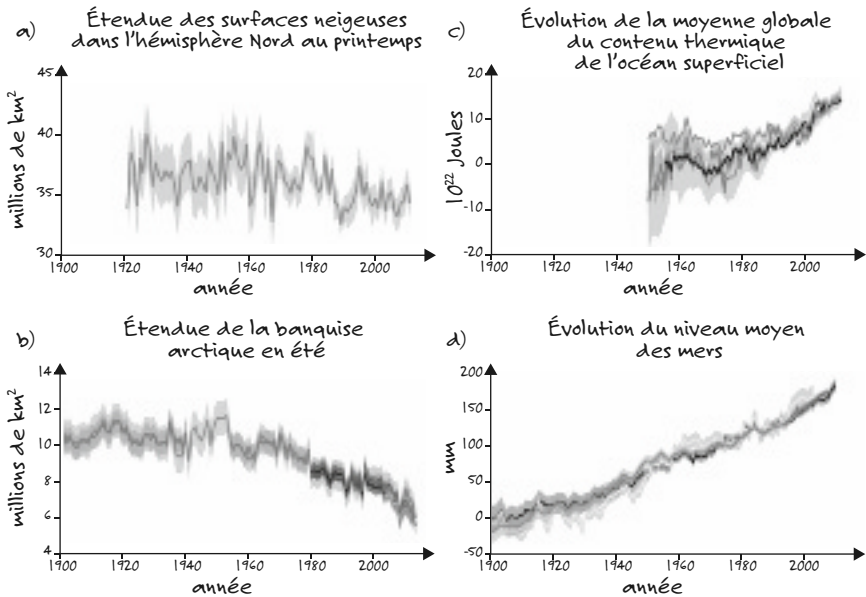 a)
Étendue des surfaces neigeuses
dans l'hémisphère Nord au printemps
millions de km²
45
40
35
30
1900 1920 1940 1960 1980 2000
année
c)
Évolution de la moyenne globale
du contenu thermique
de l'océan superficiel
10²² Joules
20
10
0
-10
-20
1900 1920 1940 1960 1980 2000
année
b)
Étendue de la banquise
arctique en été
millions de km²
14
12
10
8
6
4
1900 1920 1940 1960 1980 2000
année
d)
Évolution du niveau moyen
des mers
mm
200
150
100
50
0
-50
1900 1920 1940 1960 1980 2000
année